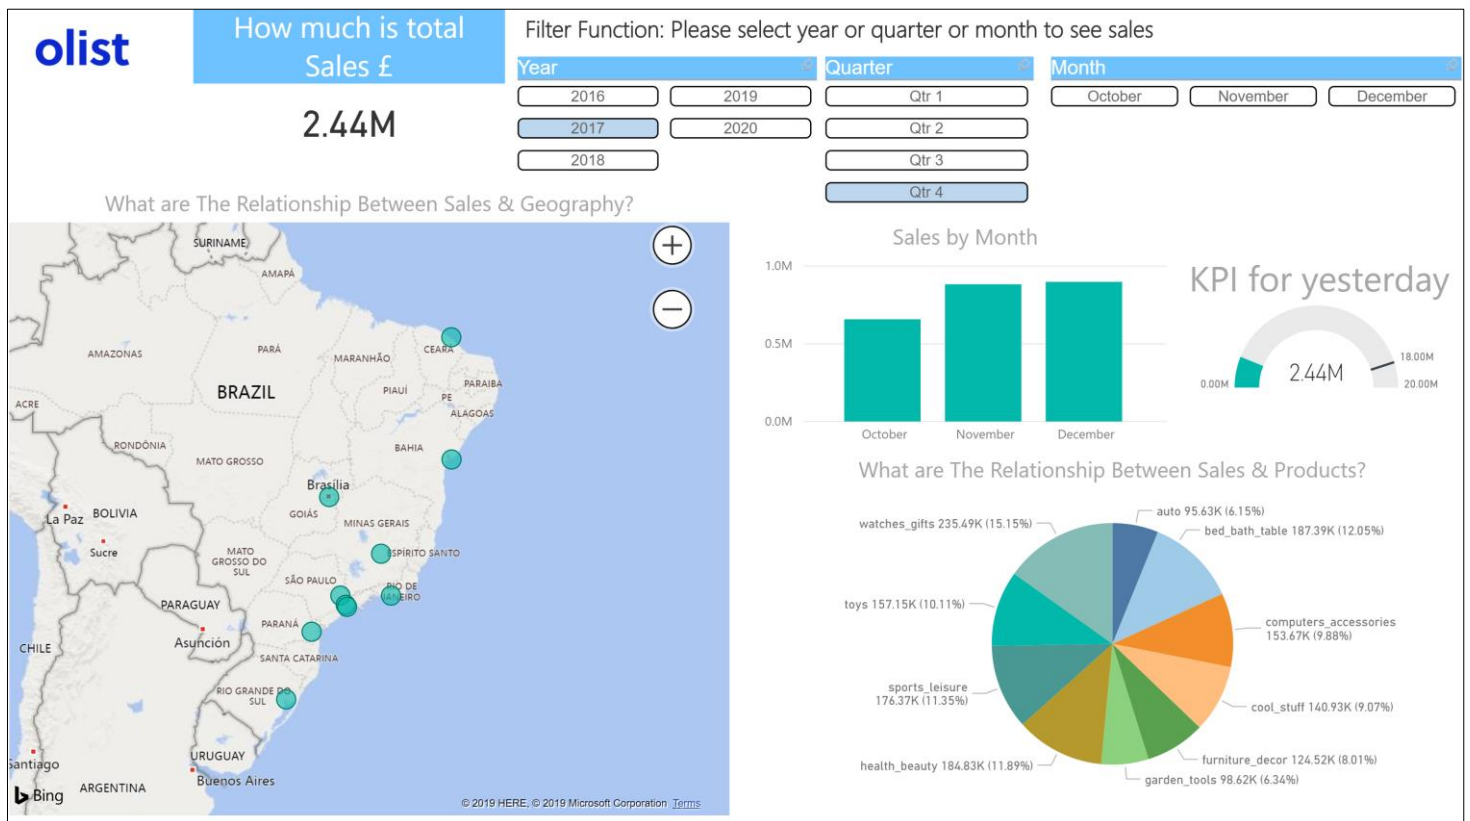 olist
How much is total
Sales £
2.44M
Filter Function: Please select year or quarter or month to see sales
Year
Quarter
Month
2016
2019
2017
2020
2018
Qtr 1
Qtr 2
Qtr 3
Qtr 4
October
November
December
What are The Relationship Between Sales & Geography?
SURINAME
AMAPÁ
AMAZONAS
PARÁ
MARANHÃO
CEARÁ
BRAZIL
PIAUÍ
PARAIBA
PE
ACRE
ALAGOAS
RONDÔNIA
MATO GROSSO
BAHIA
Brasília
La Paz
BOLIVIA
GOIÁS
MINAS GERAIS
Sucre
MATO
GROSSO DO
SUL
ESPÍRITO SANTO
SÃO PAULO
RIO DE
JANEIRO
PARAGUAY
PARANÁ
Asunción
CHILE
SANTA CATARINA
RIO GRANDE DO
SUL
URUGUAY
Santiago
Buenos Aires
ARGENTINA
Bing
© 2019 HERE, © 2019 Microsoft Corporation Terms
Sales by Month
1.0M
0.5M
0.0M
October
November
December
KPI for yesterday
18.00M
2.44M
0.00M
20.00M
What are The Relationship Between Sales & Products?
auto 95.63K (6.15%)
bed_bath_table 187.39K (12.05%)
computers_accessories
153.67K (9.88%)
cool_stuff 140.93K (9.07%)
furniture_decor 124.52K (8.01%)
garden_tools 98.62K (6.34%)
health_beauty 184.83K (11.89%)
sports_leisure
176.37K (11.35%)
toys 157.15K (10.11%)
watches_gifts 235.49K (15.15%)